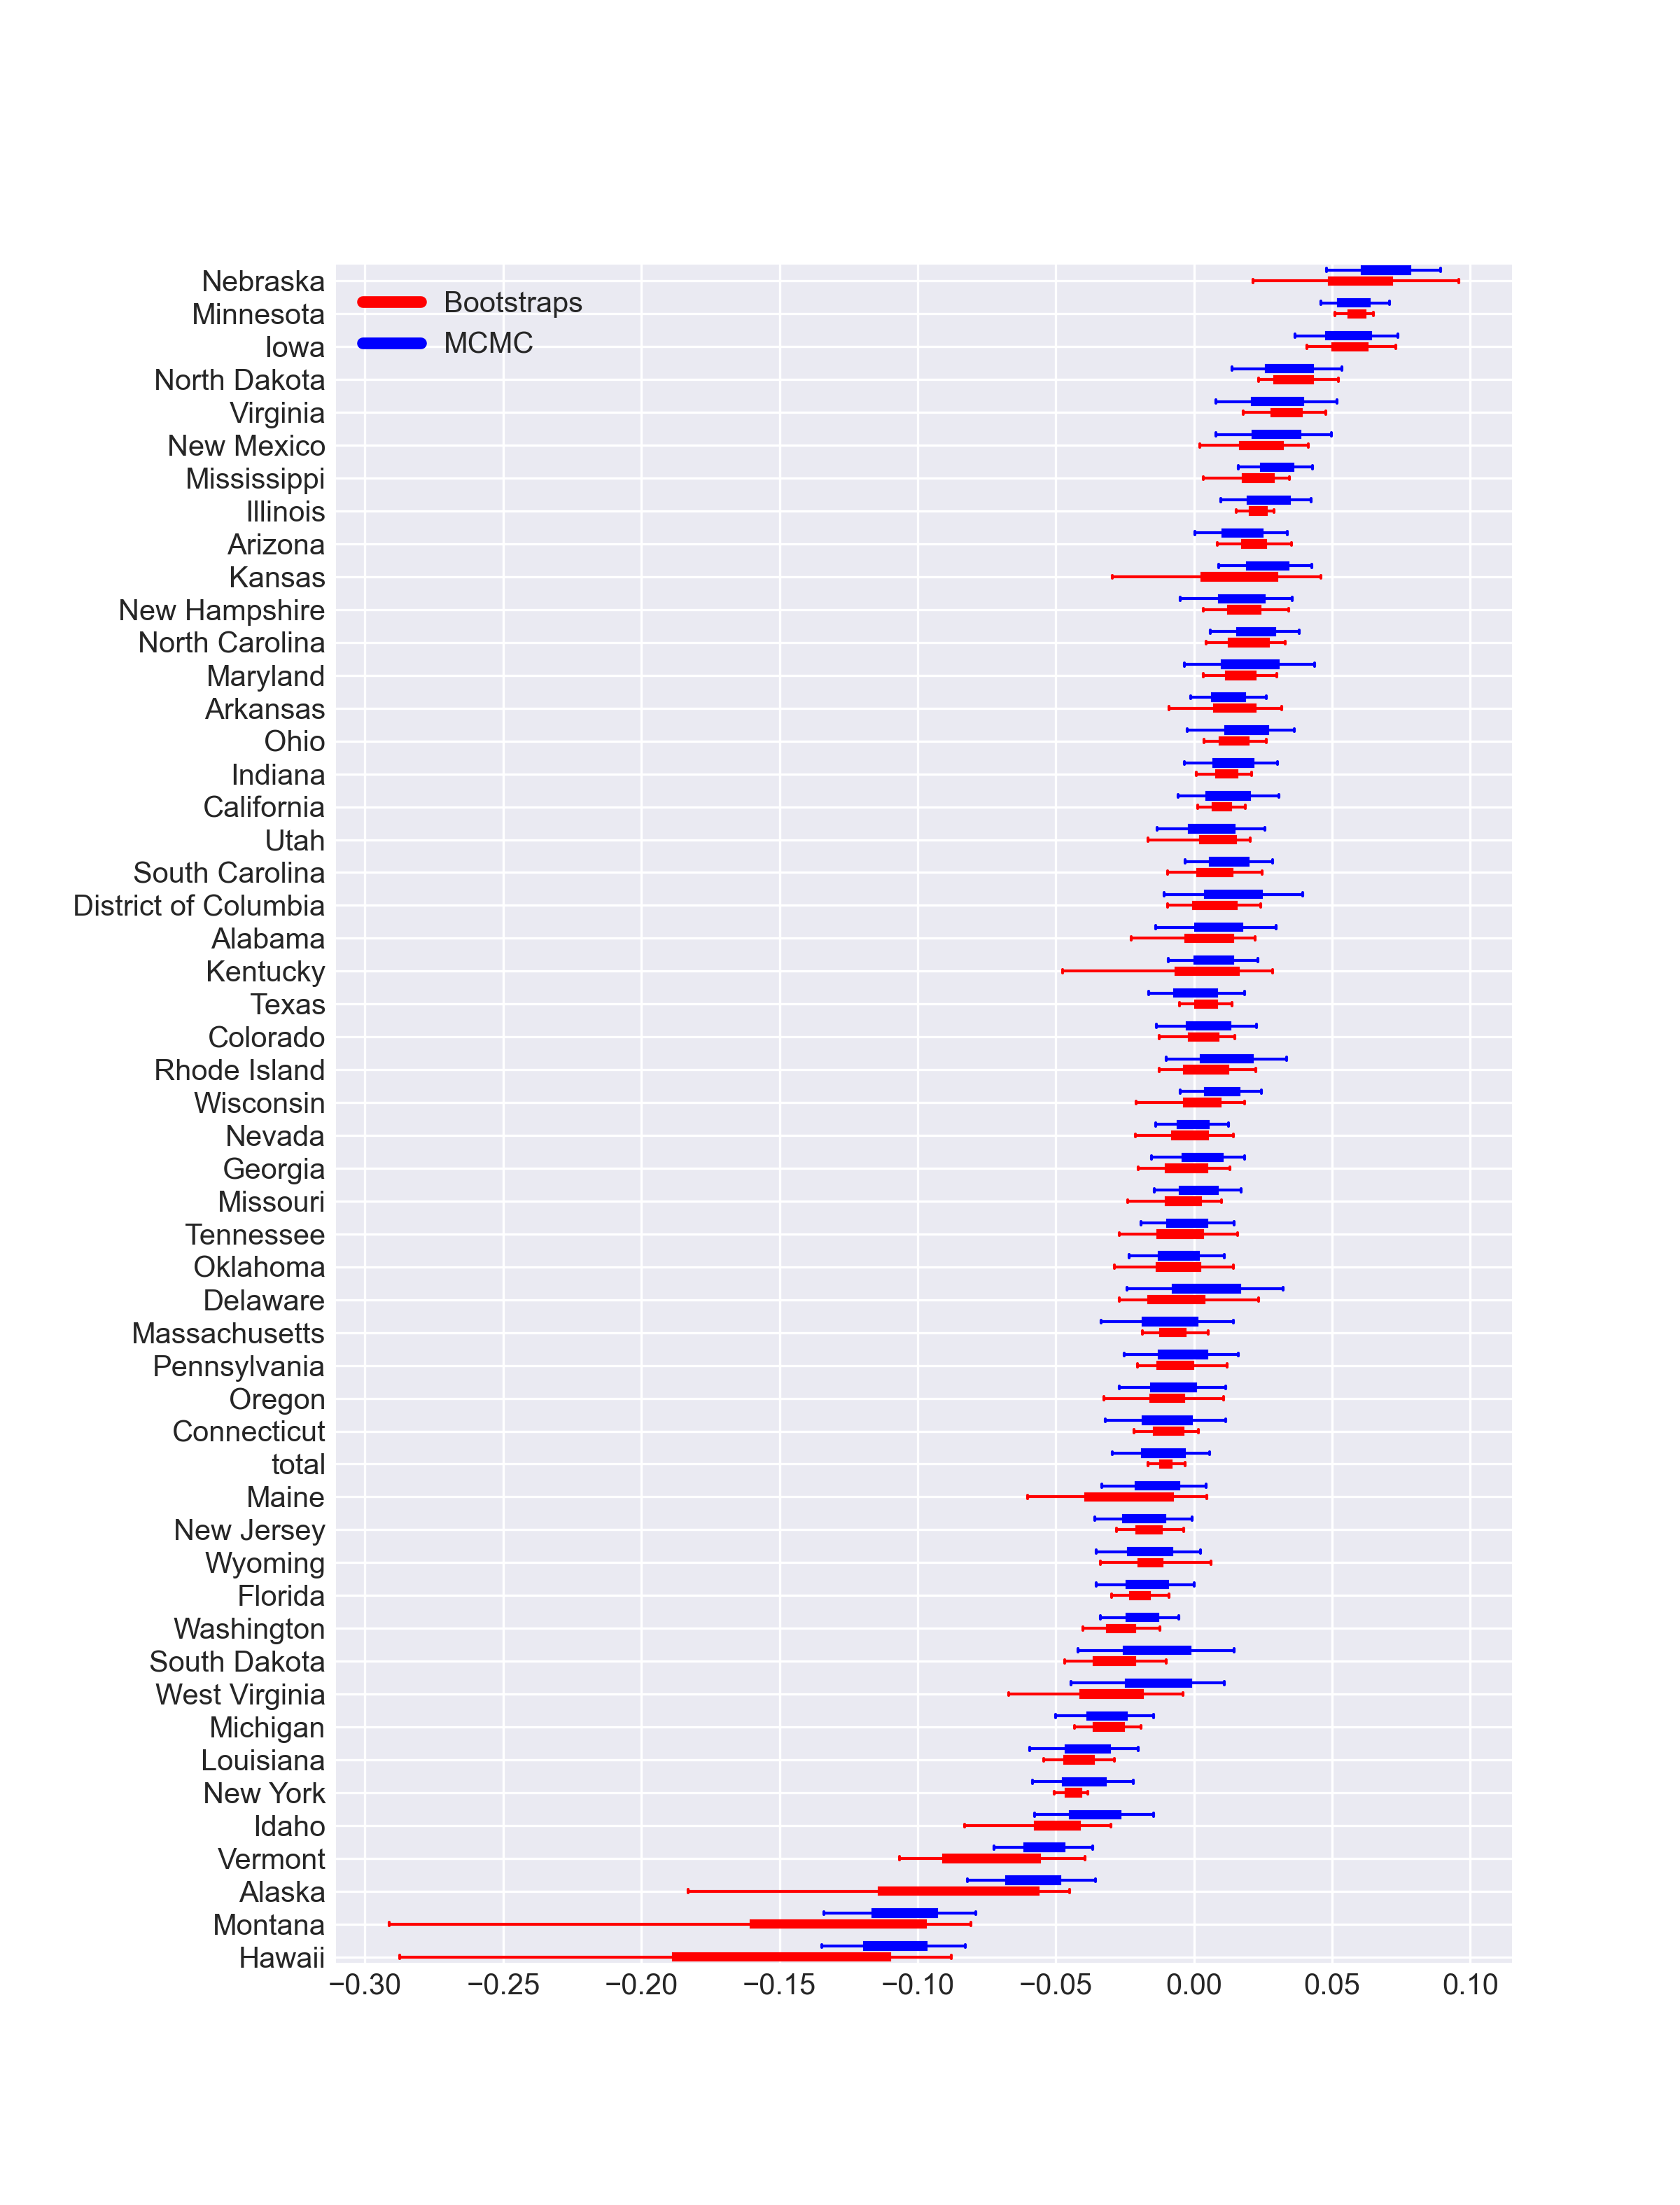 Nebraska
Bootstraps
Minnesota
MCMC
Iowa
North Dakota
Virginia
New Mexico
Mississippi
Illinois
Arizona
Kansas
New Hampshire
North Carolina
Maryland
Arkansas
Ohio
Indiana
California
Utah
South Carolina
District of Columbia
Alabama
Kentucky
Texas
Colorado
Rhode Island
Wisconsin
Nevada
Georgia
Missouri
Tennessee
Oklahoma
Delaware
Massachusetts
Pennsylvania
Oregon
Connecticut
total
Maine
New Jersey
Wyoming
Florida
Washington
South Dakota
West Virginia
Michigan
Louisiana
New York
Idaho
Vermont
Alaska
Montana
Hawaii
−0.30 −0.25 −0.20 −0.15 −0.10 −0.05 0.00 0.05 0.10